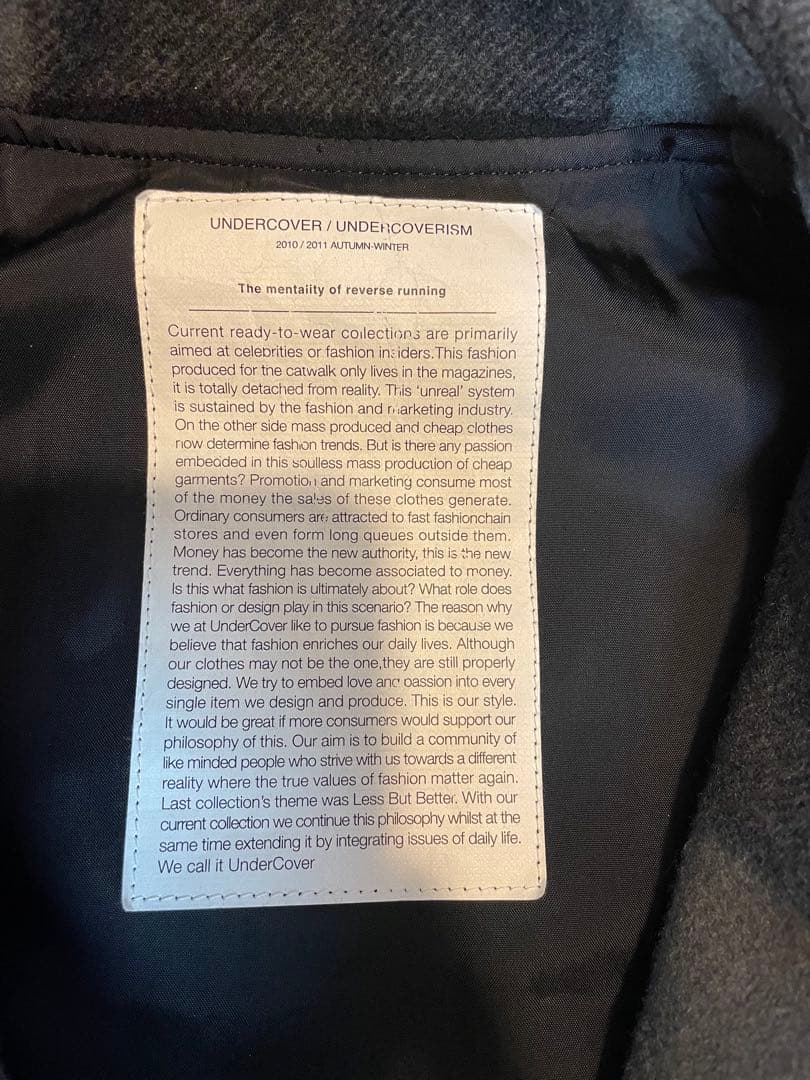 UNDERCOVER / UNDERCOVERISM
2010 / 2011 AUTUMN-WINTER
The mentality of reverse running
Current ready-to-wear collections are primarily
aimed at celebrities or fashion insiders.This fashion
produced for the catwalk only lives in the magazines,
it is totally detached from reality. This 'unreal' system
is sustained by the fashion and marketing industry.
On the other side mass produced and cheap clothes
now determine fashion trends. But is there any passion
embedded in this soulless mass production of cheap
garments? Promotion and marketing consume most
of the money the sales of these clothes generate.
Ordinary consumers are attracted to fast fashionchain
stores and even form long queues outside them.
Money has become the new authority, this is the new
trend. Everything has become associated to money.
Is this what fashion is ultimately about? What role does
fashion or design play in this scenario? The reason why
we at UnderCover like to pursue fashion is because we
believe that fashion enriches our daily lives. Although
our clothes may not be the one,they are still properly
designed. We try to embed love and passion into every
single item we design and produce. This is our style.
It would be great if more consumers would support our
philosophy of this. Our aim is to build a community of
like minded people who strive with us towards a different
reality where the true values of fashion matter again.
Last collection's theme was Less But Better. With our
current collection we continue this philosophy whilst at the
same time extending it by integrating issues of daily life.
We call it UnderCover